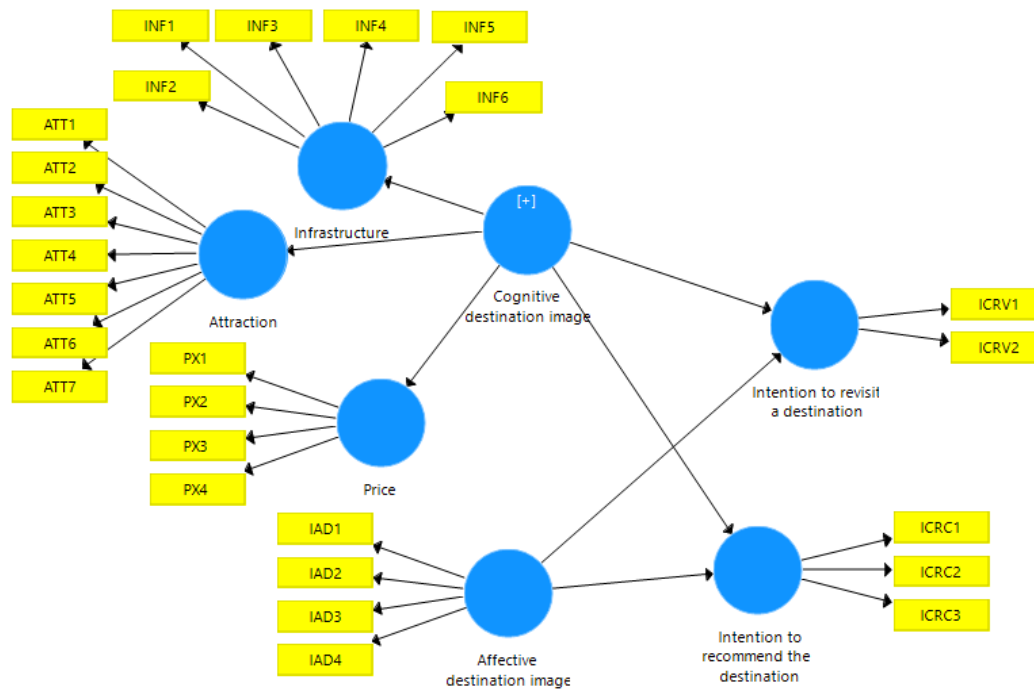 INF1
INF3
INF4
INF5
INF2
INF6
ATT1
ATT2
ATT3
ATT4
ATT5
ATT6
ATT7
Infrastructure
Attraction
[+]
Cognitive
destination image
ICRV1
ICRV2
Intention to revisit
a destination
PX1
PX2
PX3
PX4
Price
IAD1
IAD2
IAD3
IAD4
Affective
destination image
ICRC1
ICRC2
ICRC3
Intention to
recommend the
destination